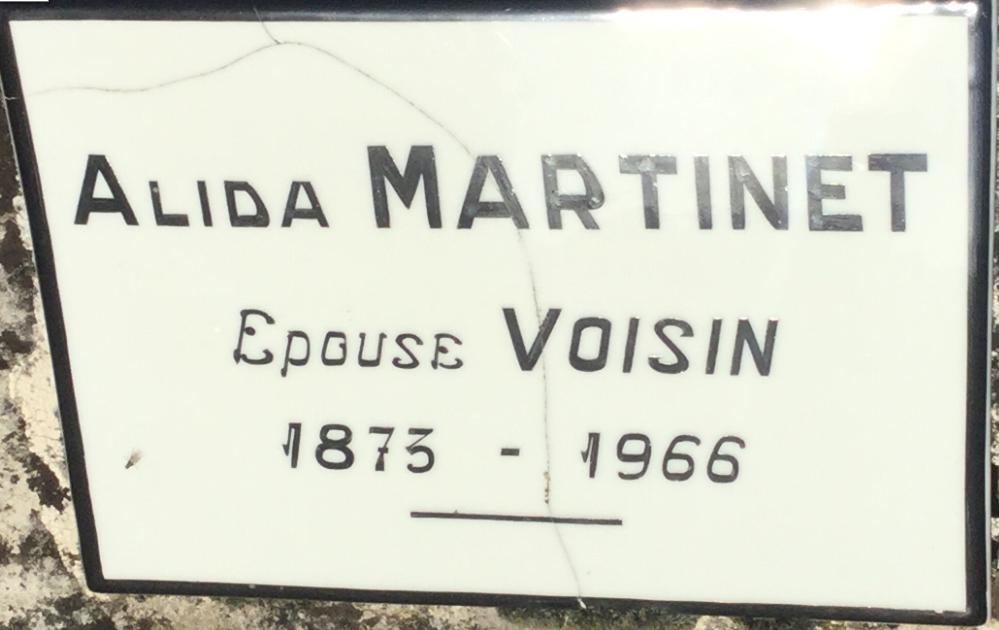 ALIDA MARTINET
Epouse VOISIN
1873 - 1966